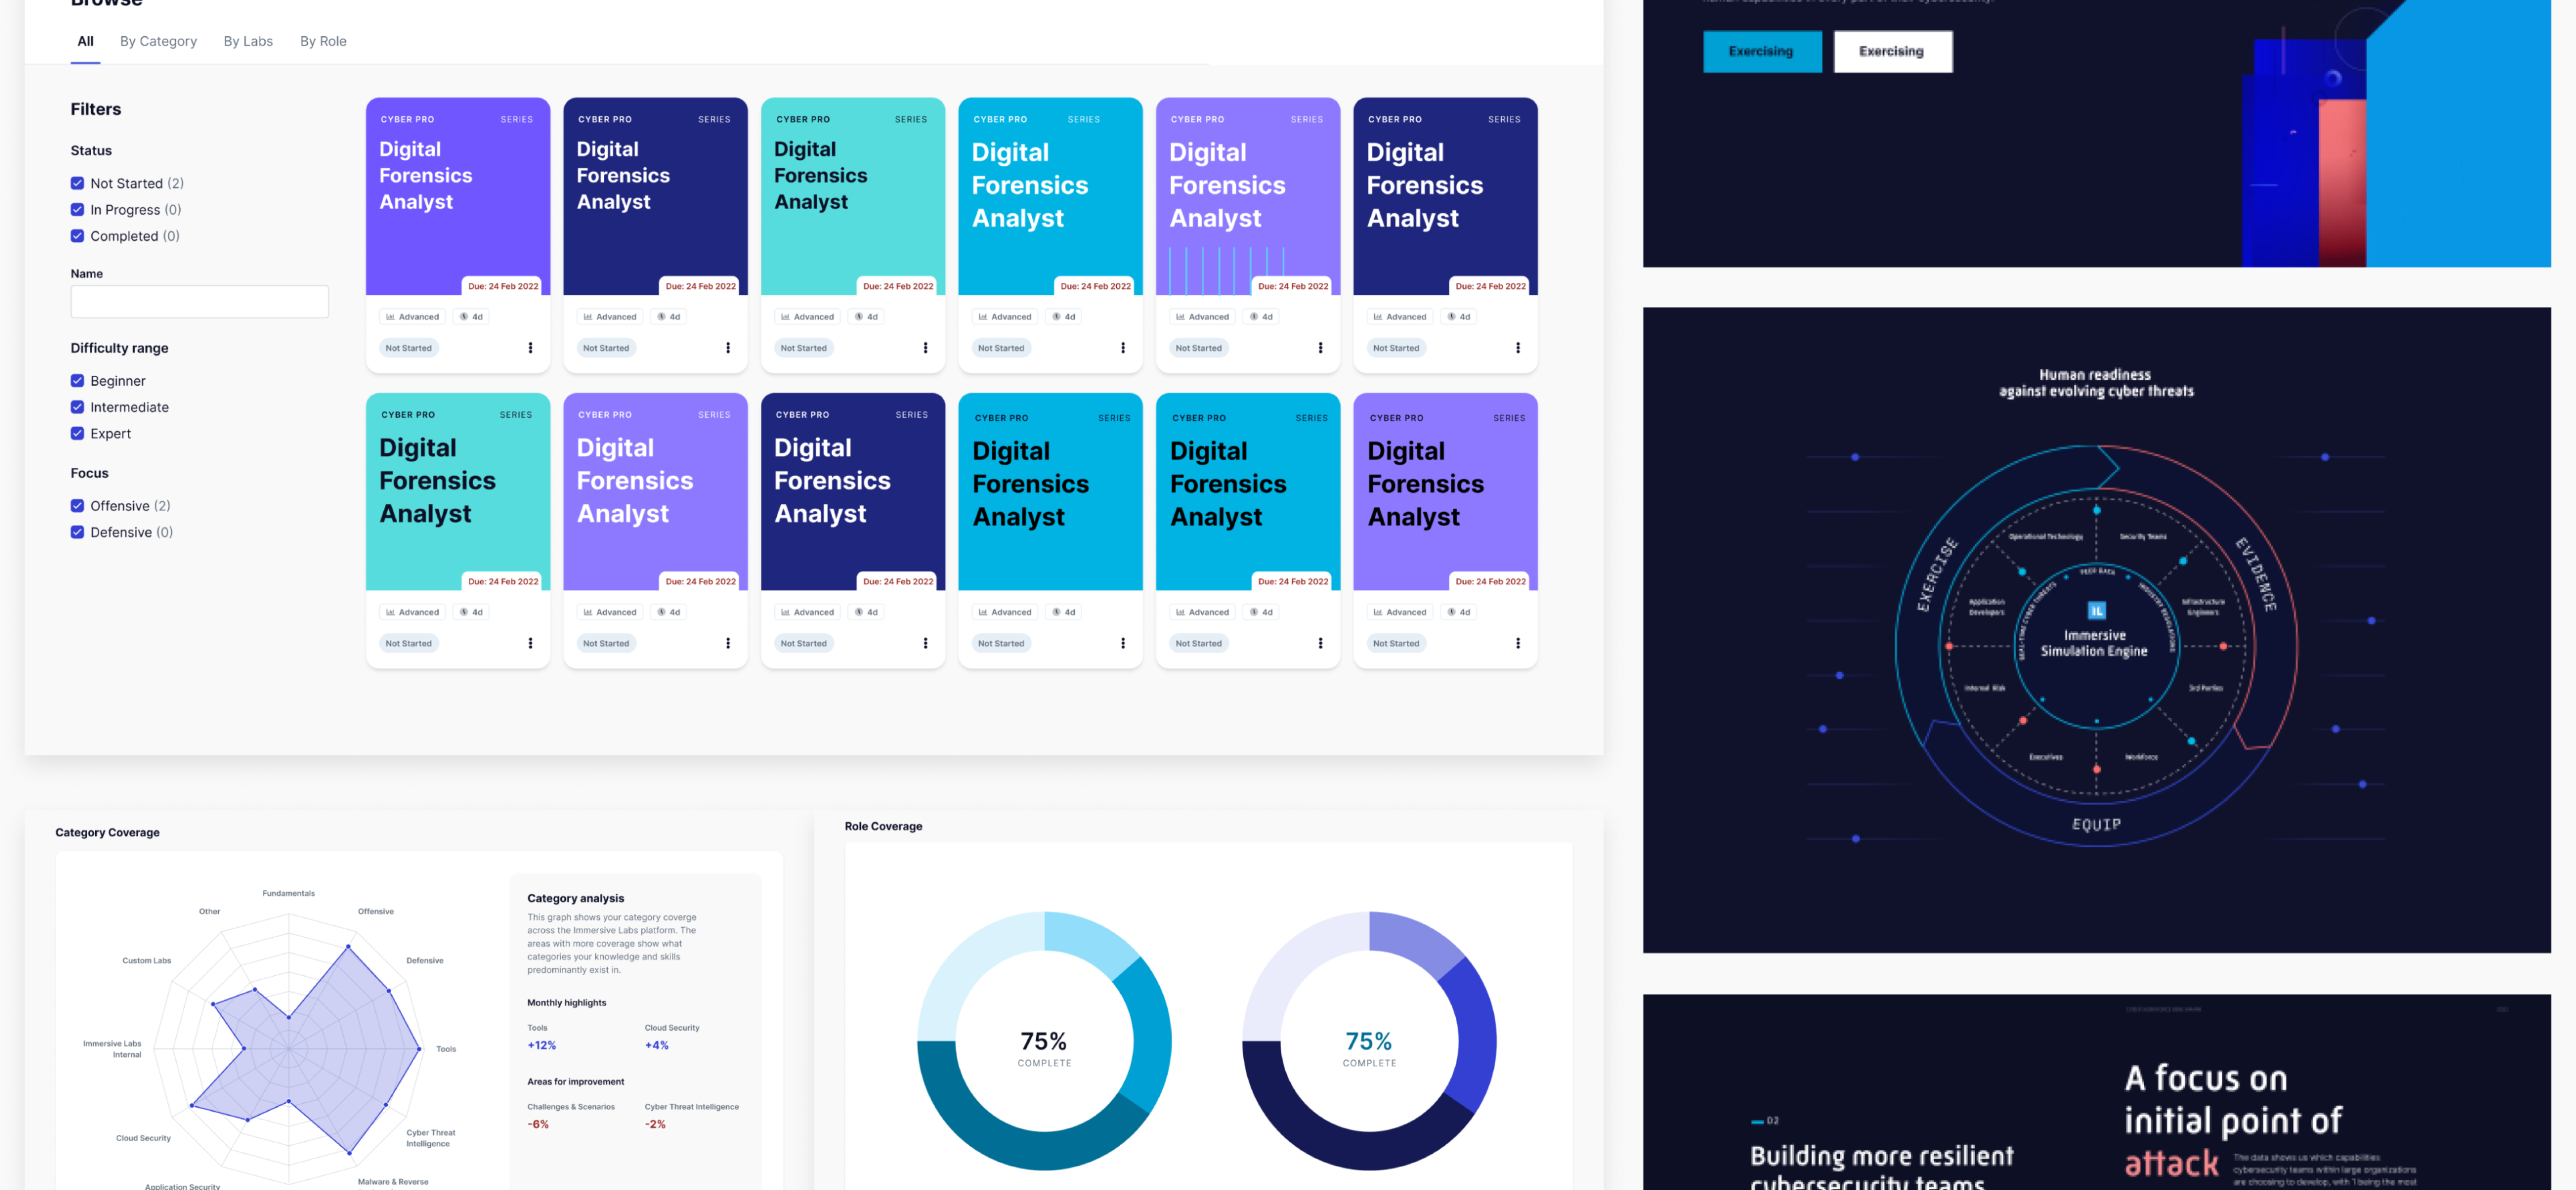 Browse
All
By Category
By Labs
By Role
Filters
Status
Not Started (2)
In Progress (0)
Completed (0)
Name
Difficulty range
Beginner
Intermediate
Expert
Focus
Offensive (2)
Defensive (0)
CYBER PRO SERIES
Digital
Forensics
Analyst
Due: 24 Feb 2022
Advanced 4d
Not Started
CYBER PRO SERIES
Digital
Forensics
Analyst
Due: 24 Feb 2022
Advanced 4d
Not Started
CYBER PRO SERIES
Digital
Forensics
Analyst
Due: 24 Feb 2022
Advanced 4d
Not Started
CYBER PRO SERIES
Digital
Forensics
Analyst
Due: 24 Feb 2022
Advanced 4d
Not Started
CYBER PRO SERIES
Digital
Forensics
Analyst
Due: 24 Feb 2022
Advanced 4d
Not Started
CYBER PRO SERIES
Digital
Forensics
Analyst
Due: 24 Feb 2022
Advanced 4d
Not Started
CYBER PRO SERIES
Digital
Forensics
Analyst
Due: 24 Feb 2022
Advanced 4d
Not Started
CYBER PRO SERIES
Digital
Forensics
Analyst
Due: 24 Feb 2022
Advanced 4d
Not Started
CYBER PRO SERIES
Digital
Forensics
Analyst
Due: 24 Feb 2022
Advanced 4d
Not Started
CYBER PRO SERIES
Digital
Forensics
Analyst
Advanced 4d
Not Started
CYBER PRO SERIES
Digital
Forensics
Analyst
Due: 24 Feb 2022
Advanced 4d
Not Started
CYBER PRO SERIES
Digital
Forensics
Analyst
Due: 24 Feb 2022
Advanced 4d
Not Started
Category Coverage
Fundamentals
Offensive
Defensive
Tools
Cyber Threat
Intelligence
Malware & Reverse
Application Security
Cloud Security
Immersive Labs
Internal
Custom Labs
Other
Category analysis
This graph shows your category coverge
across the Immersive Labs platform. The
areas with more coverage show what
categories your knowledge and skills
predominantly exist in.
Monthly highlights
Tools
+12%
Cloud Security
+4%
Areas for improvement
Challenges & Scenarios
-6%
Cyber Threat Intelligence
-2%
Role Coverage
75%
COMPLETE
75%
COMPLETE
Exercising
Exercising
Human readiness
against evolving cyber threats
EXERCISE
EVIDENCE
EQUIP
Operational Technology
Security Teams
Infrastructure
Engineers
3rd Parties
Workforce
Executives
Internal Risk
Application
Developers
FEED BACK
REAL-TIME CYBER THREATS
INDUSTRY REGULATIONS
IL
Immersive
Simulation Engine
02
Building more resilient
cybersecurity teams
A focus on
initial point of
attack
The data shows us which capabilities
cybersecurity teams within large organizations
are choosing to develop, with 1 being the most